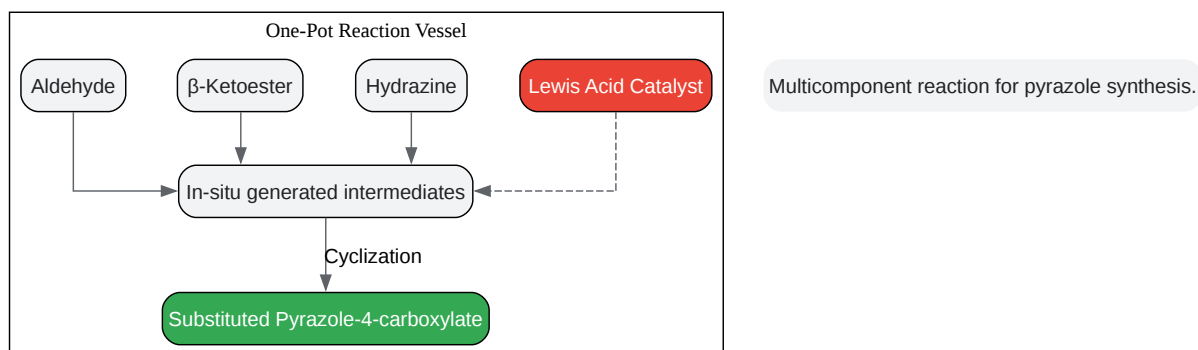 One-Pot Reaction Vessel
Aldehyde
β-Ketoester
Hydrazine
Lewis Acid Catalyst
Multicomponent reaction for pyrazole synthesis.
In-situ generated intermediates
Cyclization
Substituted Pyrazole-4-carboxylate